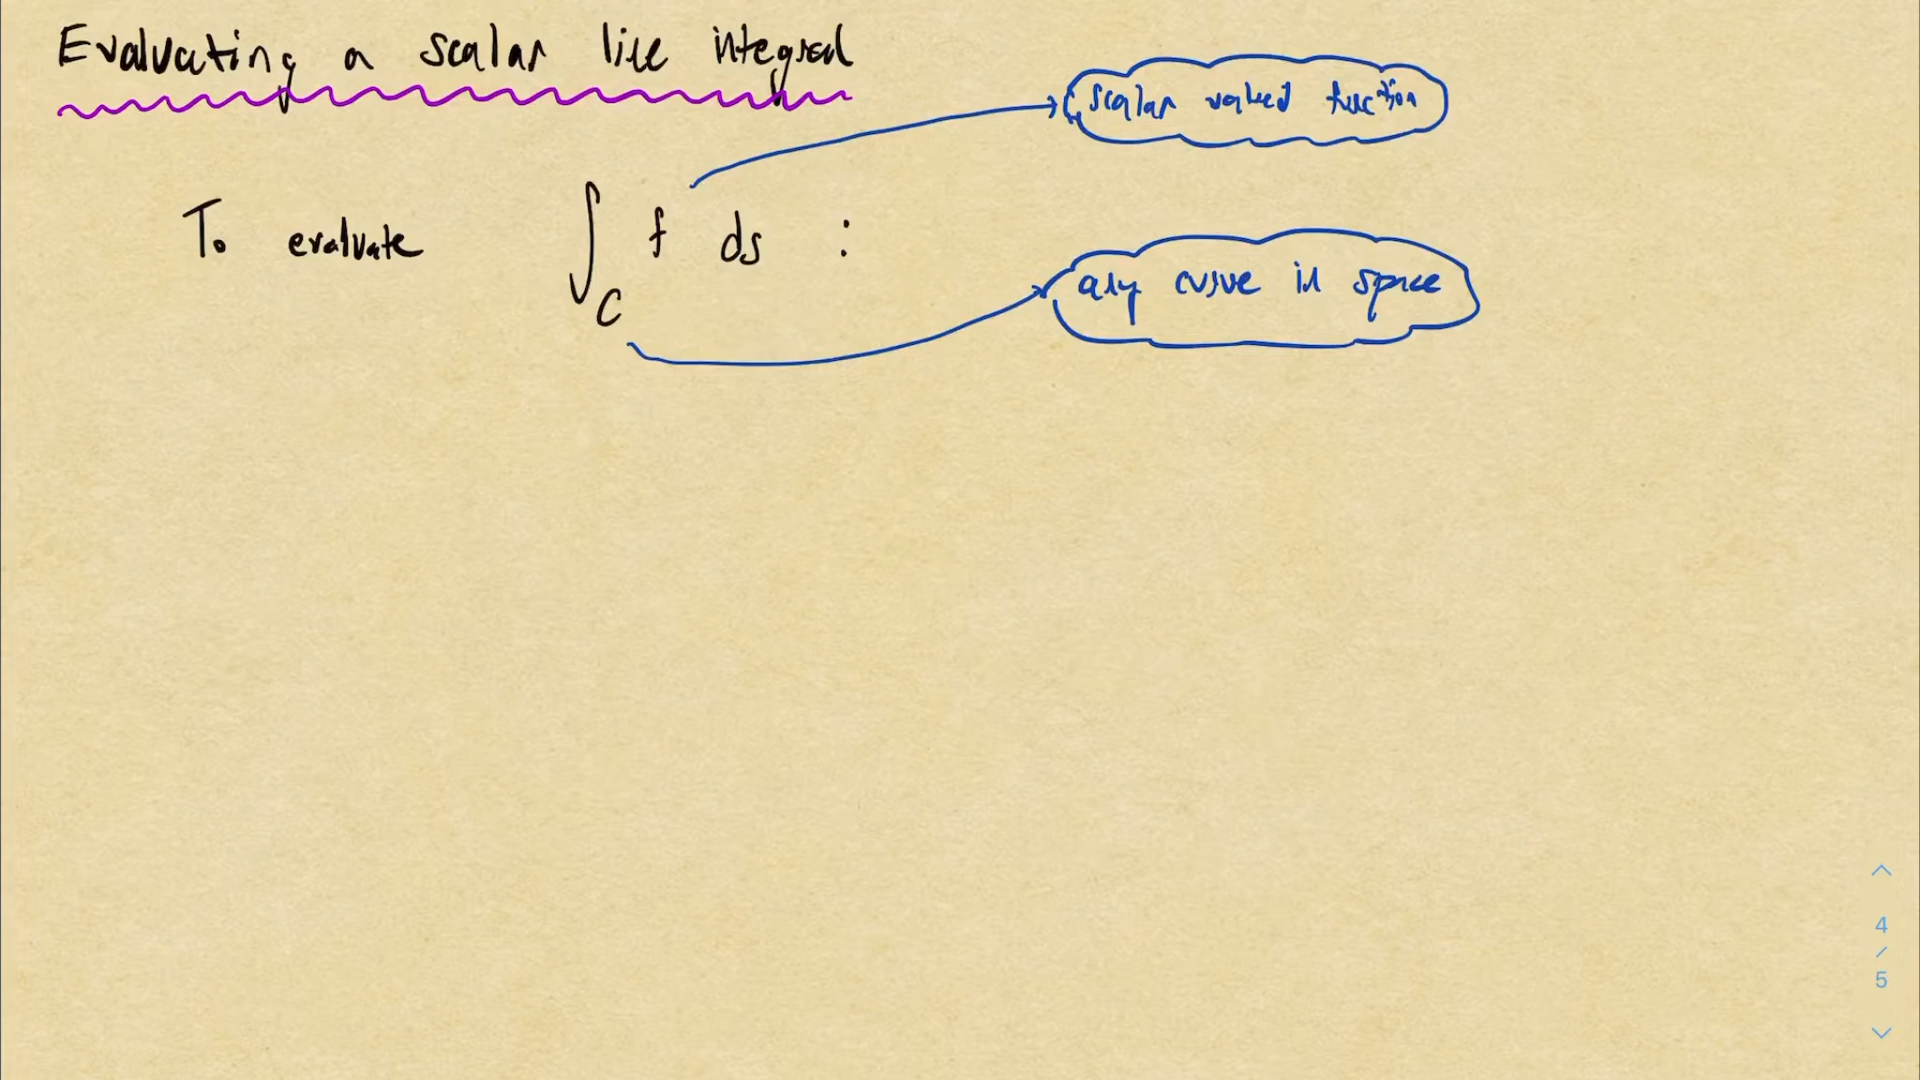 Evaluating a scalar line integral
scalar valued function
To evaluate ∫_C f ds :
any curve in space
4
/
5